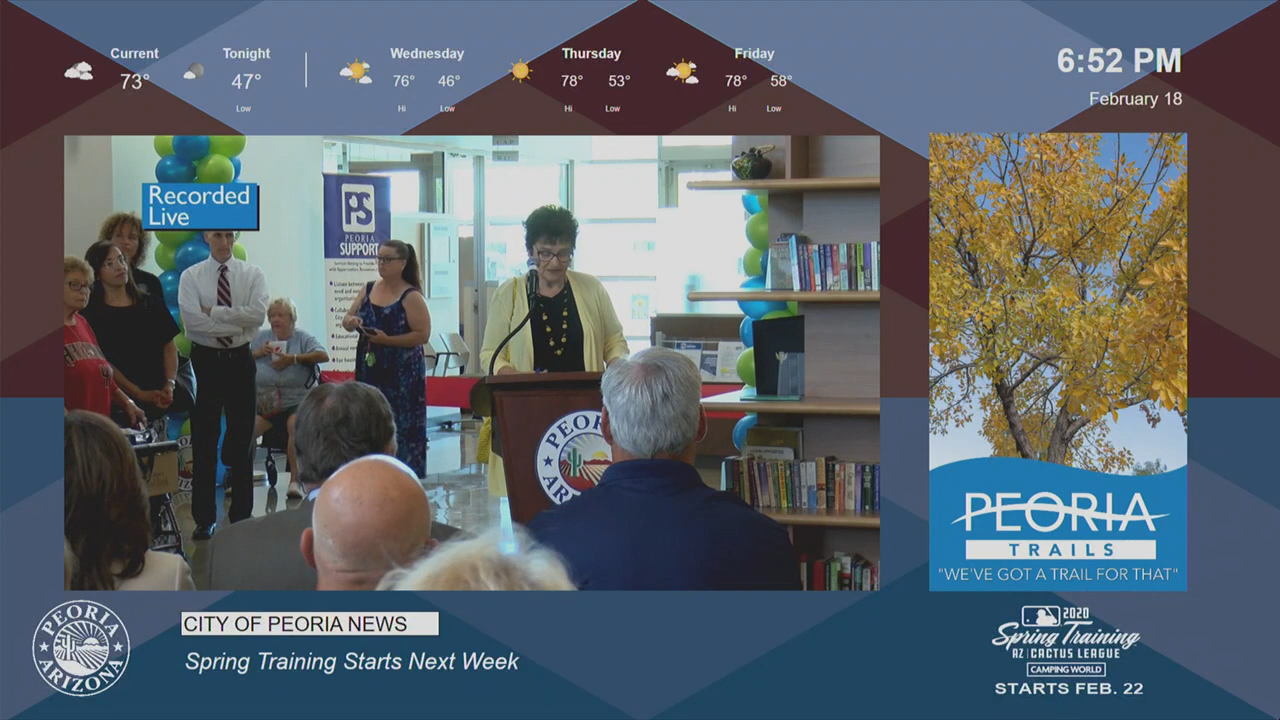 Current
73°
Tonight
47°
Low
Wednesday
76° 46°
Hi Low
Thursday
78° 53°
Hi Low
Friday
78° 58°
Hi Low
6:52 PM
February 18
Recorded
Live
PS
PEORIA
SUPPORT
PEORIA
PEORIA
TRAILS
"WE'VE GOT A TRAIL FOR THAT"
PEORIA
ARIZONA
CITY OF PEORIA NEWS
Spring Training Starts Next Week
2020
Spring Training
AZ | CACTUS LEAGUE
CAMPING WORLD
STARTS FEB. 22